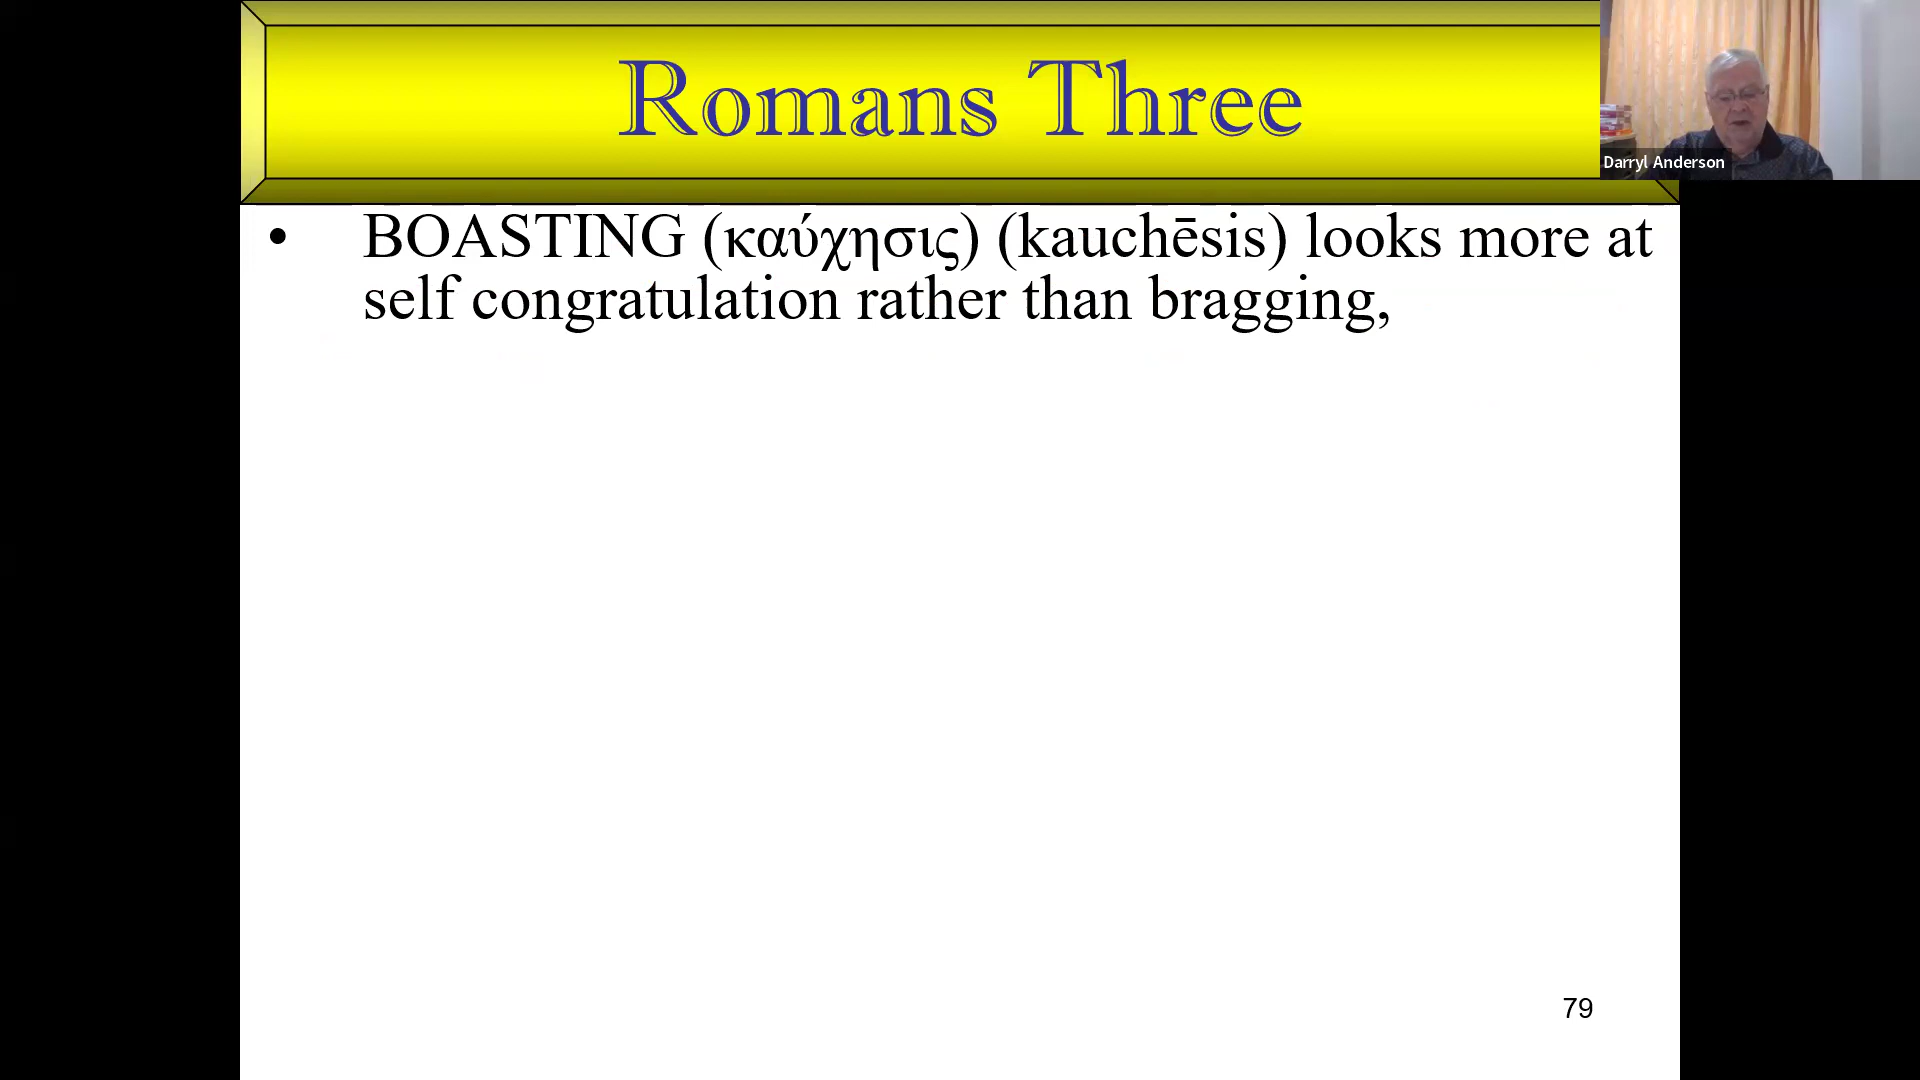 Romans Three
Darryl Anderson
• BOASTING (καύχησις) (kauchēsis) looks more at
self congratulation rather than bragging,
79